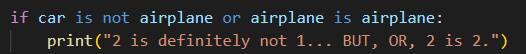 if car is not airplane or airplane is airplane:
    print("2 is definitely not 1... BUT, OR, 2 is 2.")